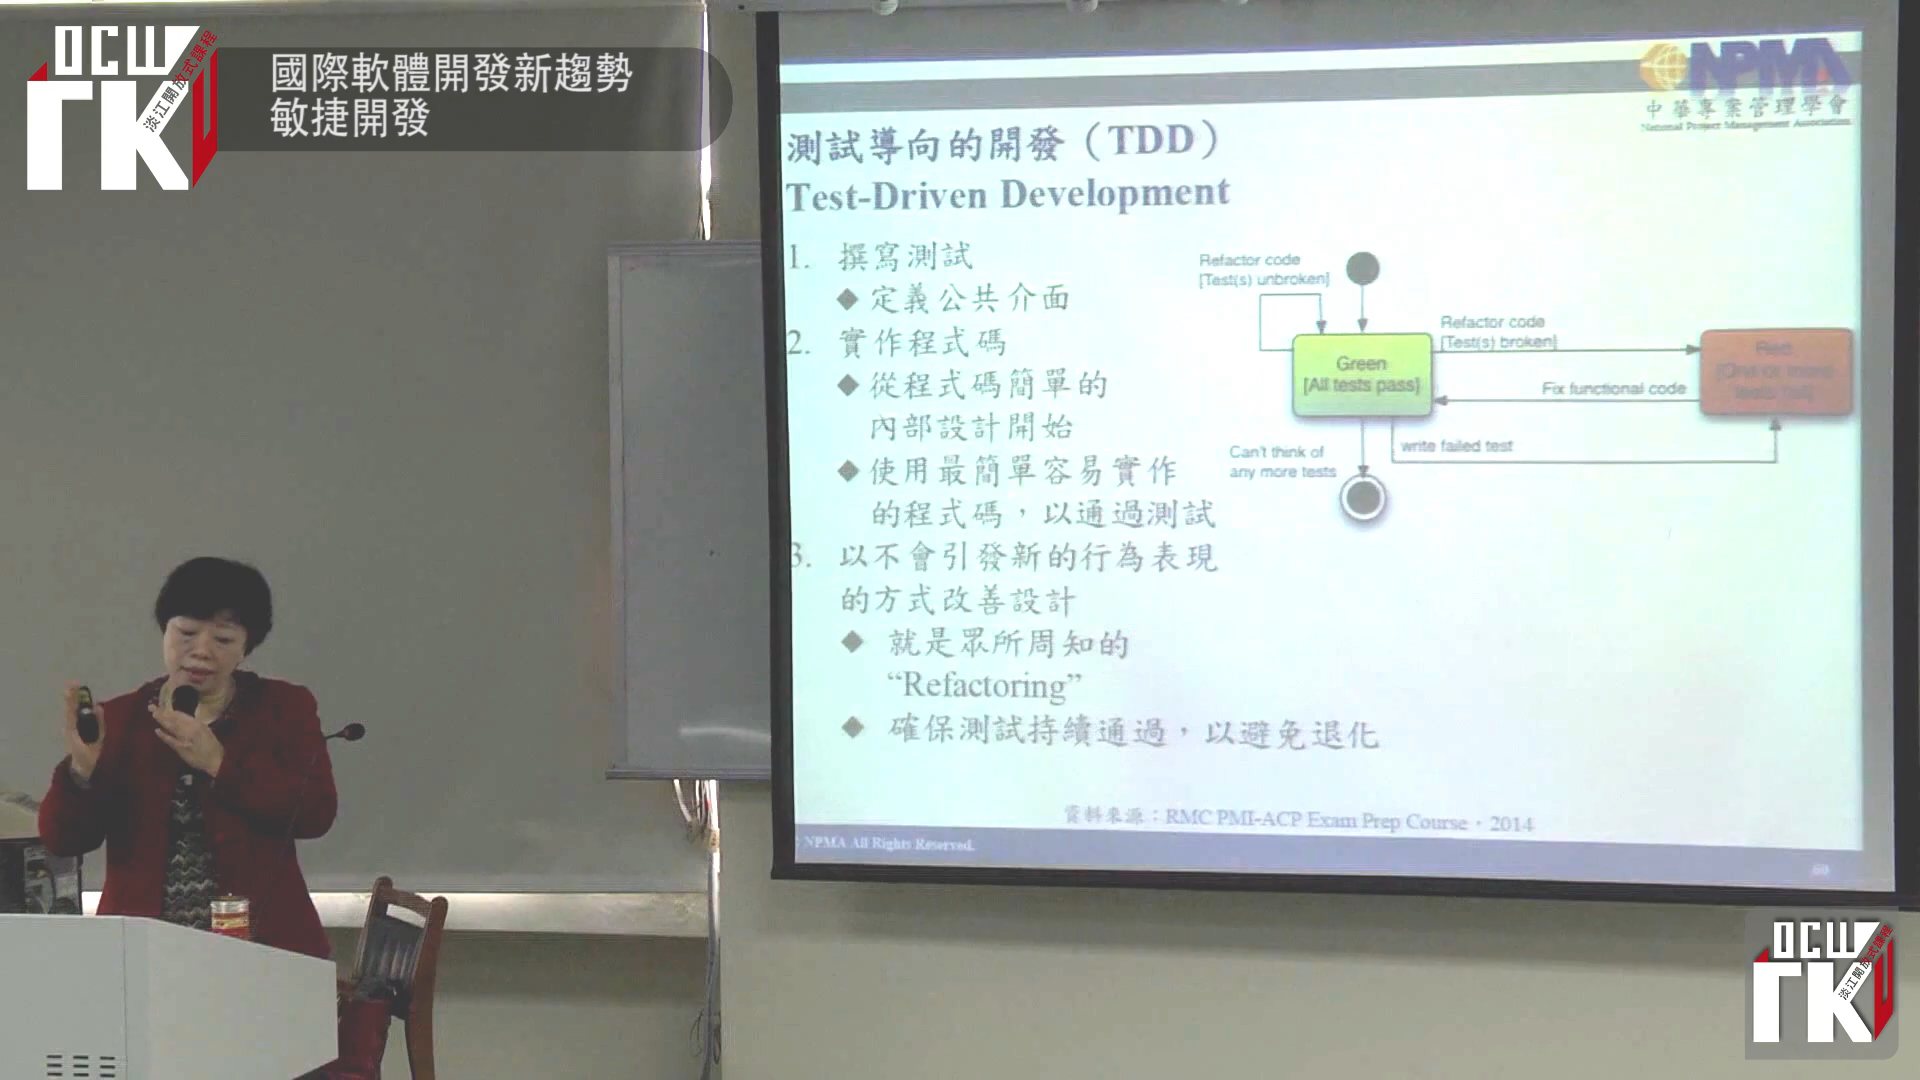 OCW
TKU
淡江開放式課程
國際軟體開發新趨勢
敏捷開發
NPMA
中華專案管理學會
National Project Management Association
測試導向的開發（TDD）
Test-Driven Development
1. 撰寫測試
◆定義公共介面
2. 實作程式碼
◆從程式碼簡單的
內部設計開始
◆使用最簡單容易實作
的程式碼，以通過測試
3. 以不會引發新的行為表現
的方式改善設計
◆ 就是眾所周知的
“Refactoring”
◆ 確保測試持續通過，以避免退化
Refactor code
[Test(s) unbroken]
Green
[All tests pass]
Refactor code
[Test(s) broken]
Fix functional code
write failed test
Can't think of
any more tests
資料來源：RMC PMI-ACP Exam Prep Course，2014
NPMA All Rights Reserved.
60
OCW
TKU
淡江開放式課程